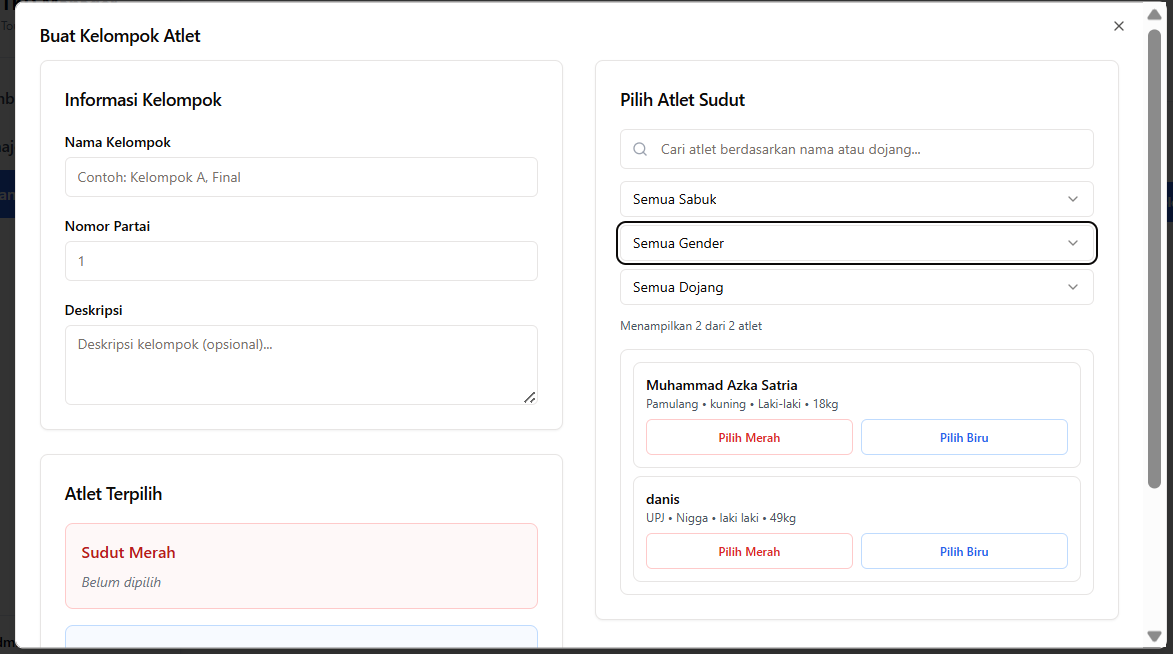 Buat Kelompok Atlet
Informasi Kelompok
Nama Kelompok
Contoh: Kelompok A, Final
Nomor Partai
1
Deskripsi
Deskripsi kelompok (opsional)...
Atlet Terpilih
Sudut Merah
Belum dipilih
Pilih Atlet Sudut
Cari atlet berdasarkan nama atau dojang...
Semua Sabuk
Semua Gender
Semua Dojang
Menampilkan 2 dari 2 atlet
Muhammad Azka Satria
Pamulang • kuning • Laki-laki • 18kg
Pilih Merah
Pilih Biru
danis
UPJ • Nigga • laki laki • 49kg
Pilih Merah
Pilih Biru